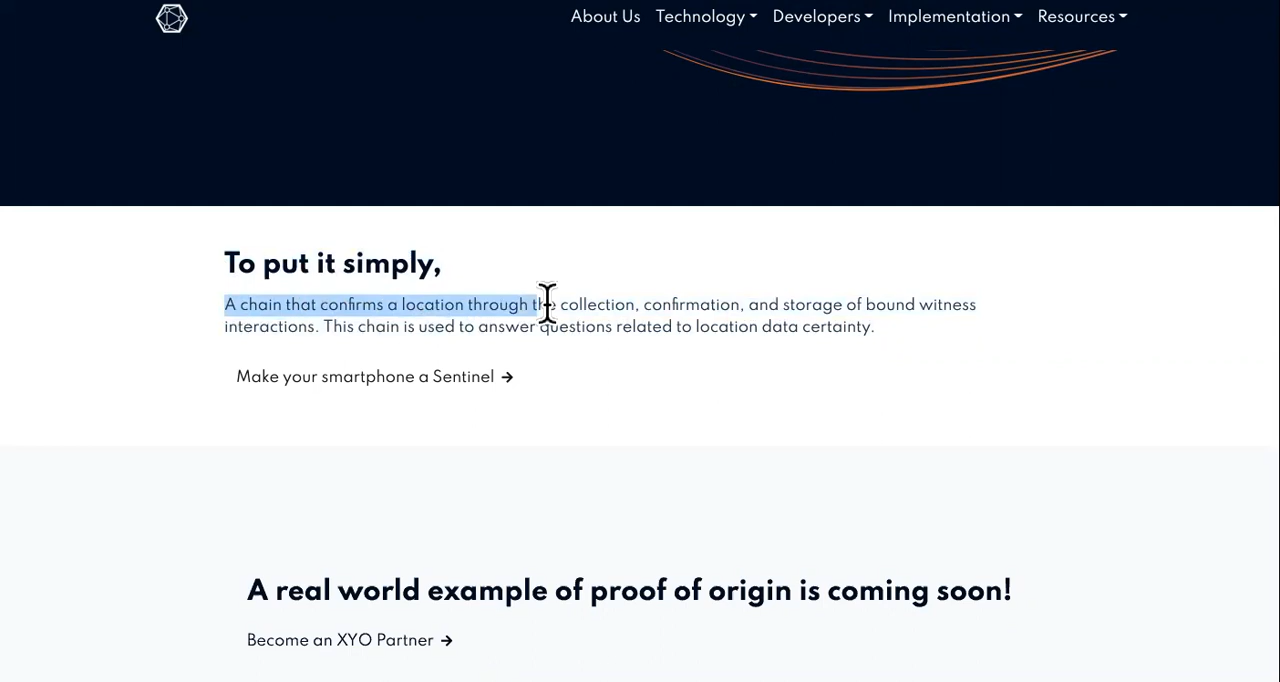 About Us Technology Developers Implementation Resources
To put it simply,
A chain that confirms a location through the collection, confirmation, and storage of bound witness
interactions. This chain is used to answer questions related to location data certainty.
Make your smartphone a Sentinel →
A real world example of proof of origin is coming soon!
Become an XYO Partner →